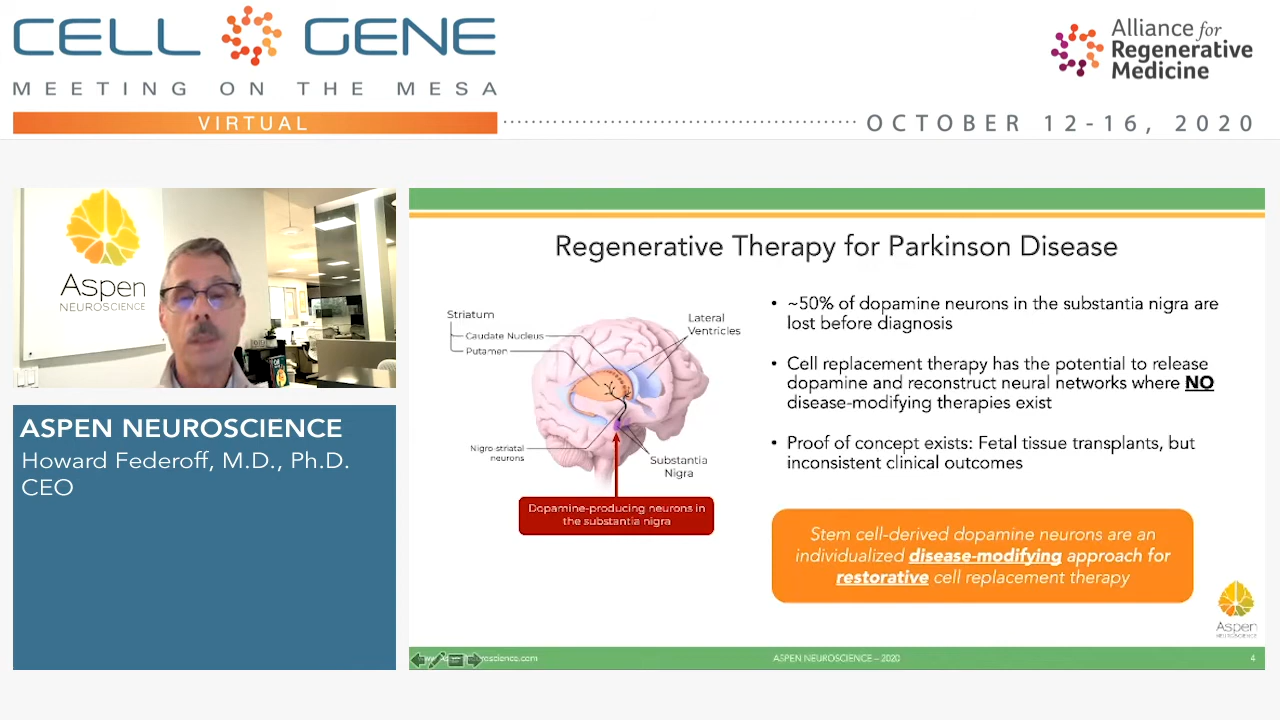 CELL GENE
MEETING ON THE MESA
VIRTUAL
Alliance for
Regenerative
Medicine
OCTOBER 12-16, 2020
Aspen
NEUROSCIENCE
ASPEN NEUROSCIENCE
Howard Federoff, M.D., Ph.D.
CEO
Regenerative Therapy for Parkinson Disease
Striatum
Caudate Nucleus
Putamen
Lateral
Ventricles
Nigro-striatal
neurons
Substantia
Nigra
Dopamine-producing neurons in
the substantia nigra
• ~50% of dopamine neurons in the substantia nigra are
lost before diagnosis
• Cell replacement therapy has the potential to release
dopamine and reconstruct neural networks where NO
disease-modifying therapies exist
• Proof of concept exists: Fetal tissue transplants, but
inconsistent clinical outcomes
Stem cell-derived dopamine neurons are an
individualized disease-modifying approach for
restorative cell replacement therapy
Aspen
NEUROSCIENCE
ASPEN NEUROSCIENCE – 2020
4